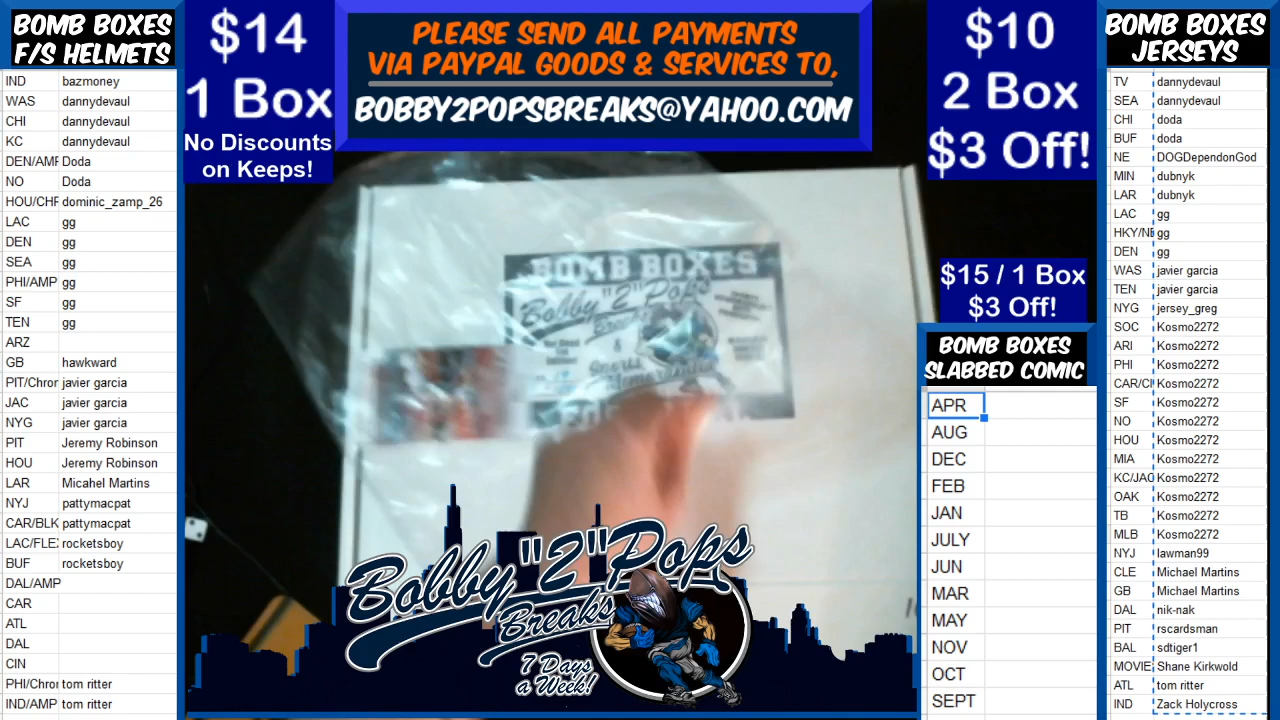 BOMB BOXES
F/S HELMETS
IND bazmoney
WAS dannydevaul
CHI dannydevaul
KC dannydevaul
DEN/AMP Doda
NO Doda
HOU/CHR dominic_zamp_26
LAC gg
DEN gg
SEA gg
PHI/AMP gg
SF gg
TEN gg
ARZ
GB hawkward
PIT/Chron javier garcia
JAC javier garcia
NYG javier garcia
PIT Jeremy Robinson
HOU Jeremy Robinson
LAR Micahel Martins
NYJ pattymacpat
CAR/BLK pattymacpat
LAC/FLE rocketsboy
BUF rocketsboy
DAL/AMP
CAR
ATL
DAL
CIN
PHI/Chron tom ritter
IND/AMP tom ritter
$14
1 Box
No Discounts
on Keeps!
PLEASE SEND ALL PAYMENTS
VIA PAYPAL GOODS & SERVICES TO,
BOBBY2POPSBREAKS@YAHOO.COM
$10
2 Box
$3 Off!
BOMB BOXES
Bobby "2" Pops
Breaks
&
Sports
Memorabilia
Bobby "2" Pops
Breaks
7 Days
a Week!
$15 / 1 Box
$3 Off!
BOMB BOXES
SLABBED COMIC
APR
AUG
DEC
FEB
JAN
JULY
JUN
MAR
MAY
NOV
OCT
SEPT
BOMB BOXES
JERSEYS
TV dannydevaul
SEA dannydevaul
CHI doda
BUF doda
NE DOGDependonGod
MIN dubnyk
LAR dubnyk
LAC gg
HKY/NE gg
DEN gg
WAS javier garcia
TEN javier garcia
NYG jersey_greg
SOC Kosmo2272
ARI Kosmo2272
PHI Kosmo2272
CAR/CI Kosmo2272
SF Kosmo2272
NO Kosmo2272
HOU Kosmo2272
MIA Kosmo2272
KC/JAC Kosmo2272
OAK Kosmo2272
TB Kosmo2272
MLB Kosmo2272
NYJ lawman99
CLE Michael Martins
GB Michael Martins
DAL nik-nak
PIT rscardsman
BAL sdtiger1
MOVIE Shane Kirkwold
ATL tom ritter
IND Zack Holycross